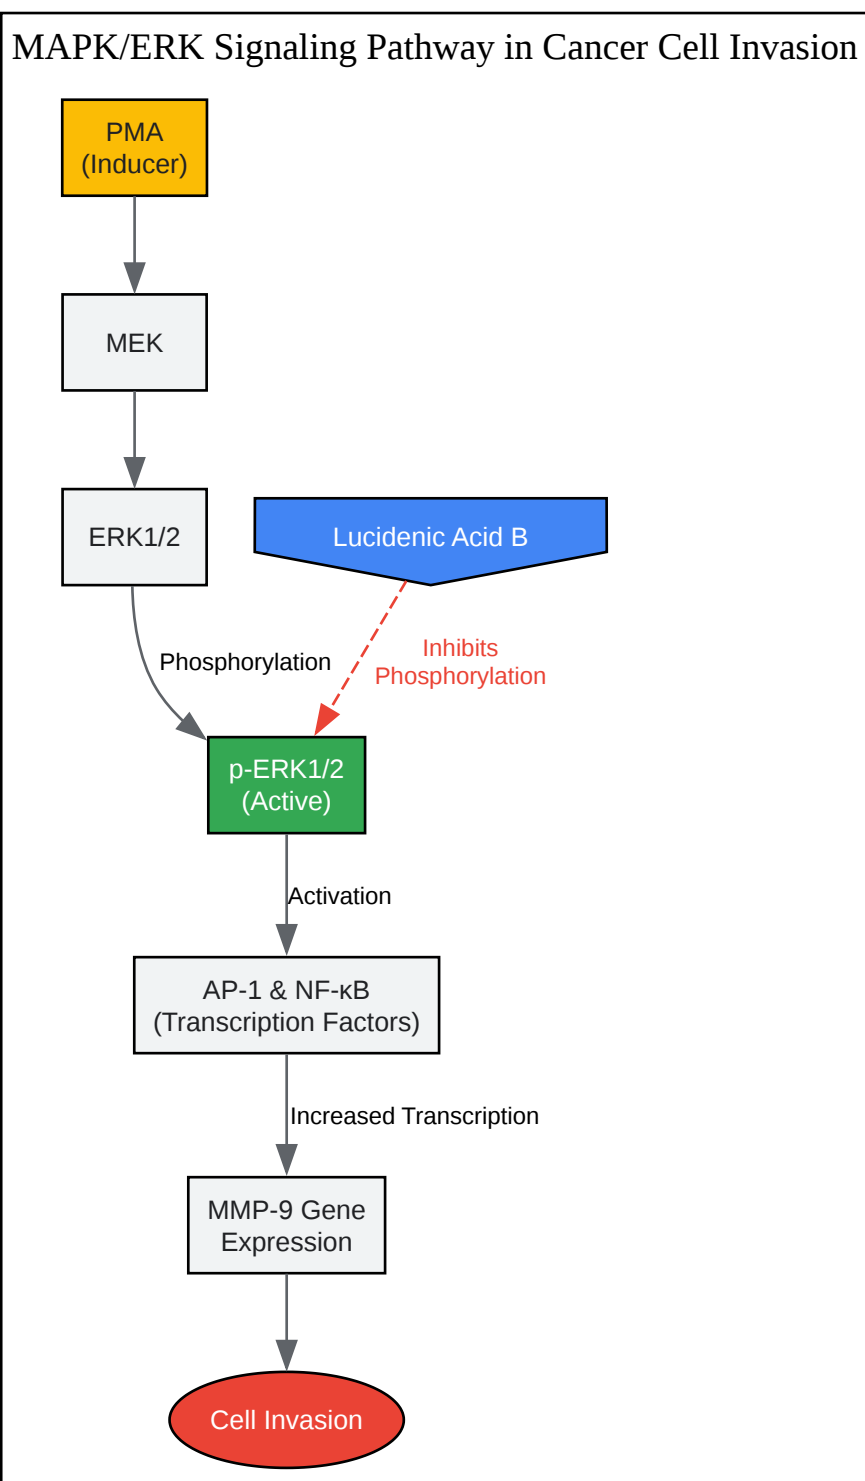 MAPK/ERK Signaling Pathway in Cancer Cell Invasion
PMA
(Inducer)
MEK
ERK1/2
Lucidenic Acid B
Phosphorylation
Inhibits
Phosphorylation
p-ERK1/2
(Active)
Activation
AP-1 & NF-κB
(Transcription Factors)
Increased Transcription
MMP-9 Gene
Expression
Cell Invasion